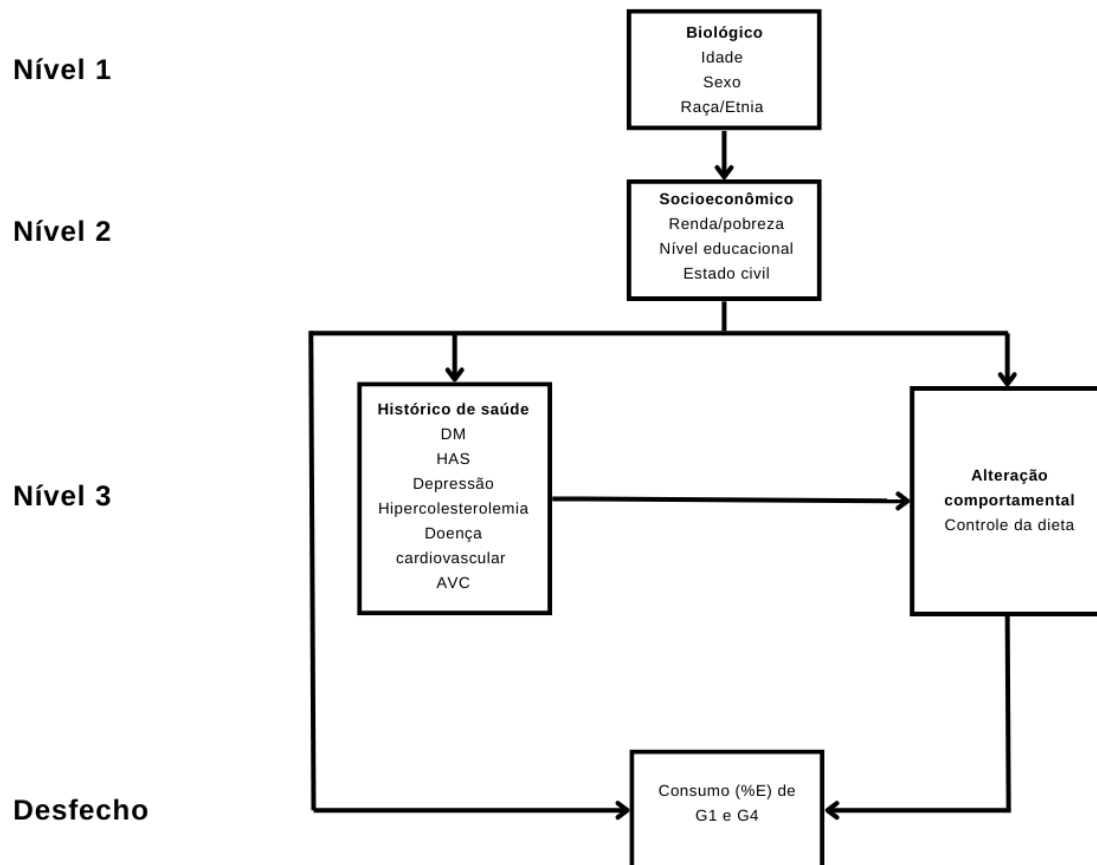 Nível 1
Biológico
Idade
Sexo
Raça/Etnia
Nível 2
Socioeconômico
Renda/pobreza
Nível educacional
Estado civil
Nível 3
Histórico de saúde
DM
HAS
Depressão
Hipercolesterolemia
Doença
cardiovascular
AVC
Alteração
comportamental
Controle da dieta
Desfecho
Consumo (%E) de
G1 e G4